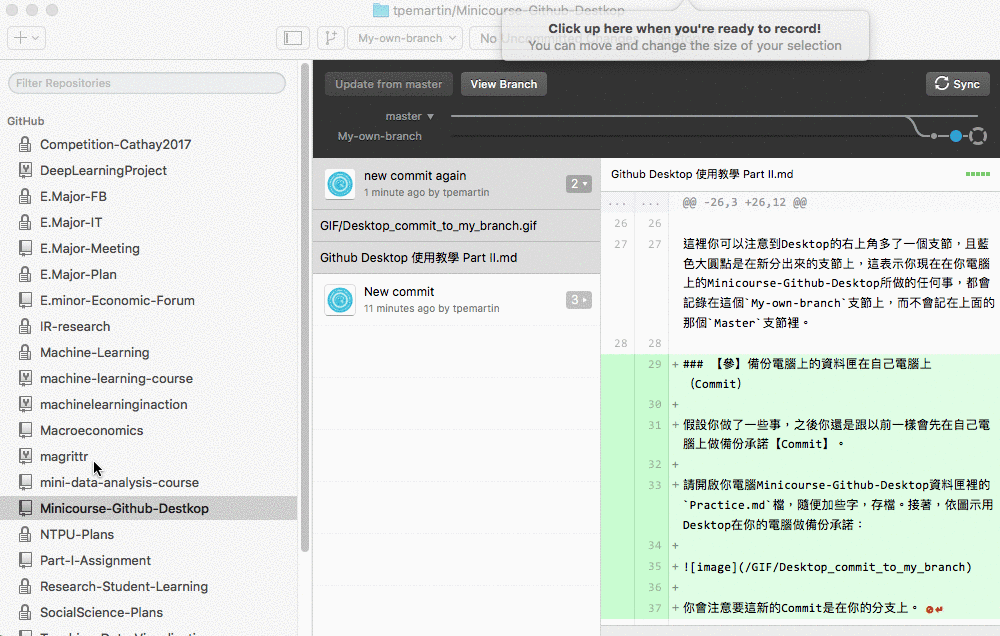 tpemartin/Minicourse-Github-Desktop
Click up here when you're ready to record!
You can move and change the size of your selection
My-own-branch
No Uncommitted Changes
Filter Repositories
Update from master
View Branch
Sync
master
My-own-branch
GitHub
Competition-Cathay2017
DeepLearningProject
E.Major-FB
E.Major-IT
E.Major-Meeting
E.Major-Plan
E.minor-Economic-Forum
IR-research
Machine-Learning
machine-learning-course
machinelearninginaction
Macroeconomics
magrittr
mini-data-analysis-course
Minicourse-Github-Destkop
NTPU-Plans
Part-I-Assignment
Research-Student-Learning
SocialScience-Plans
new commit again
1 minute ago by tpemartin
2
GIF/Desktop_commit_to_my_branch.gif
Github Desktop 使用教學 Part II.md
New commit
11 minutes ago by tpemartin
3
Github Desktop 使用教學 Part II.md
... ... @@ -26,3 +26,12 @@
26 26
27 27 這裡你可以注意到Desktop的右上角多了一個支節，且藍
色大圓點是在新分出來的支節上，這表示你現在在你電腦
上的Minicourse-Github-Desktop所做的任何事，都會
記錄在這個`My-own-branch`支節上，而不會記在上面的
那個`Master`支節裡。
28 28
29 + ### 【參】備份電腦上的資料匣在自己電腦上
（Commit）
30 +
31 + 假設你做了一些事，之後你還是跟以前一樣會先在自己電
腦上做備份承諾【Commit】。
32 +
33 + 請開啟你電腦Minicourse-Github-Desktop資料匣裡的
`Practice.md`檔，隨便加些字，存檔。接著，依圖示用
Desktop在你的電腦做備份承諾：
34 +
35 + ![image](/GIF/Desktop_commit_to_my_branch)
36 +
37 + 你會注意要這新的Commit是在你的分支上。